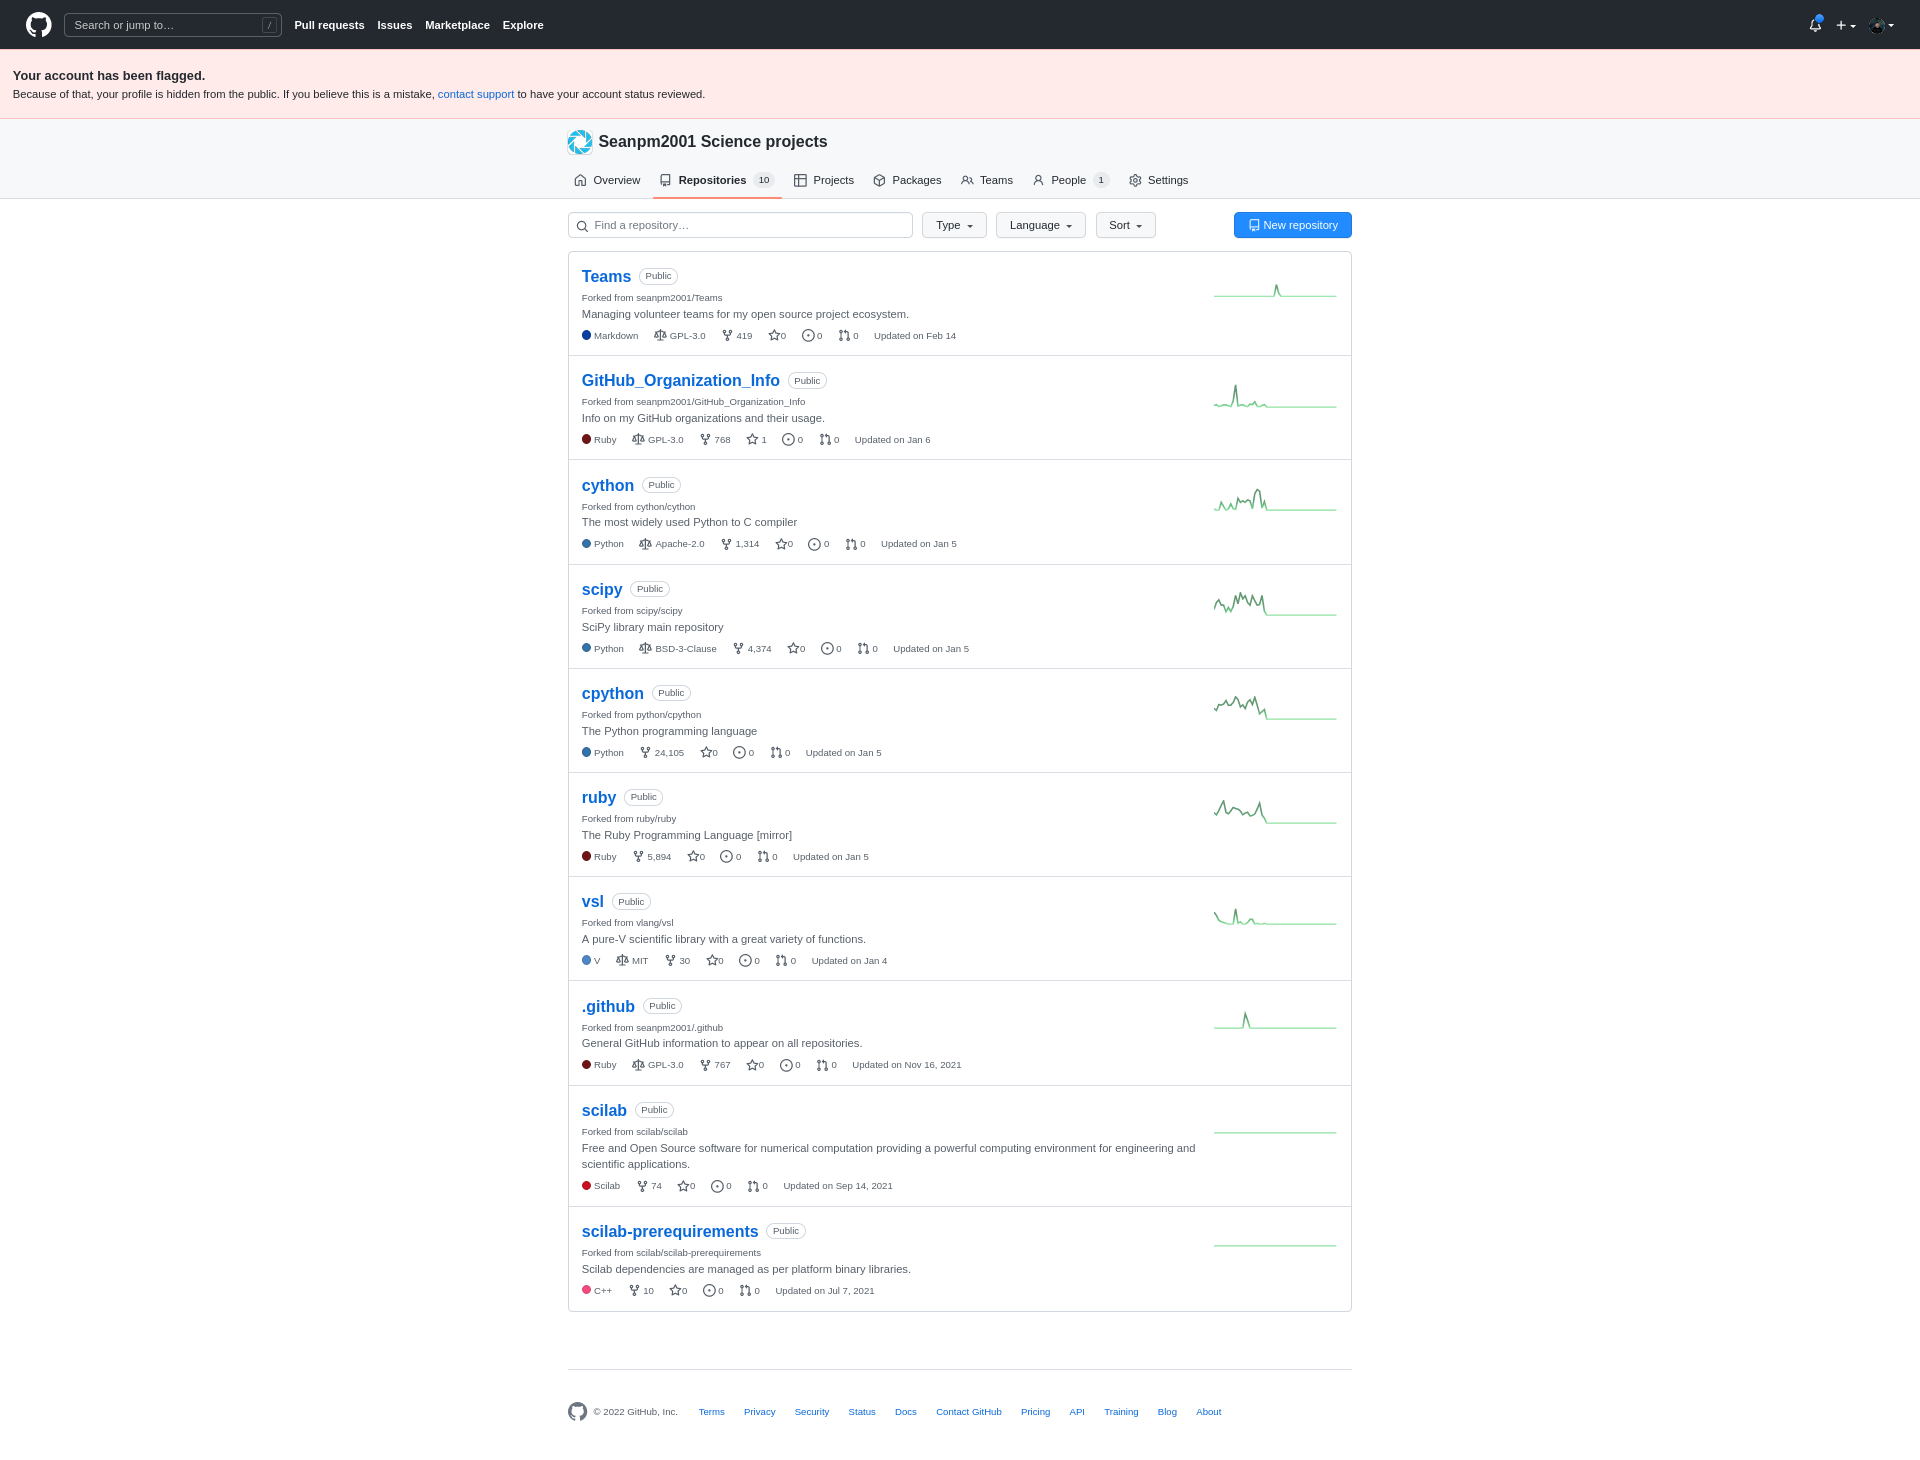 Search or jump to… /
Pull requests Issues Marketplace Explore
Your account has been flagged.
Because of that, your profile is hidden from the public. If you believe this is a mistake, contact support to have your account status reviewed.
Seanpm2001 Science projects
Overview Repositories 10 Projects Packages Teams People 1 Settings
Find a repository… Type Language Sort New repository
Teams Public
Forked from seanpm2001/Teams
Managing volunteer teams for my open source project ecosystem.
Markdown GPL-3.0 419 0 0 0 Updated on Feb 14
GitHub_Organization_Info Public
Forked from seanpm2001/GitHub_Organization_Info
Info on my GitHub organizations and their usage.
Ruby GPL-3.0 768 1 0 0 Updated on Jan 6
cython Public
Forked from cython/cython
The most widely used Python to C compiler
Python Apache-2.0 1,314 0 0 0 Updated on Jan 5
scipy Public
Forked from scipy/scipy
SciPy library main repository
Python BSD-3-Clause 4,374 0 0 0 Updated on Jan 5
cpython Public
Forked from python/cpython
The Python programming language
Python 24,105 0 0 0 Updated on Jan 5
ruby Public
Forked from ruby/ruby
The Ruby Programming Language [mirror]
Ruby 5,894 0 0 0 Updated on Jan 5
vsl Public
Forked from vlang/vsl
A pure-V scientific library with a great variety of functions.
V MIT 30 0 0 0 Updated on Jan 4
.github Public
Forked from seanpm2001/.github
General GitHub information to appear on all repositories.
Ruby GPL-3.0 767 0 0 0 Updated on Nov 16, 2021
scilab Public
Forked from scilab/scilab
Free and Open Source software for numerical computation providing a powerful computing environment for engineering and
scientific applications.
Scilab 74 0 0 0 Updated on Sep 14, 2021
scilab-prerequirements Public
Forked from scilab/scilab-prerequirements
Scilab dependencies are managed as per platform binary libraries.
C++ 10 0 0 0 Updated on Jul 7, 2021
© 2022 GitHub, Inc. Terms Privacy Security Status Docs Contact GitHub Pricing API Training Blog About